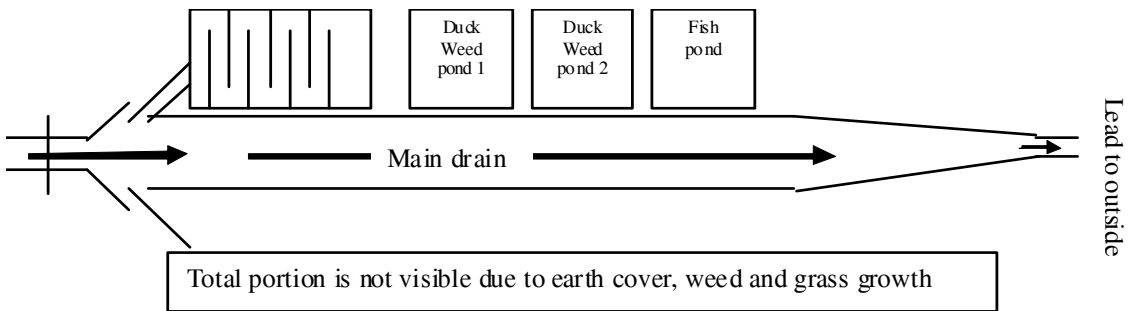 Duck
Weed
pond 1
Duck
Weed
pond 2
Fish
pond
Main drain
Lead to outside
Total portion is not visible due to earth cover, weed and grass growth